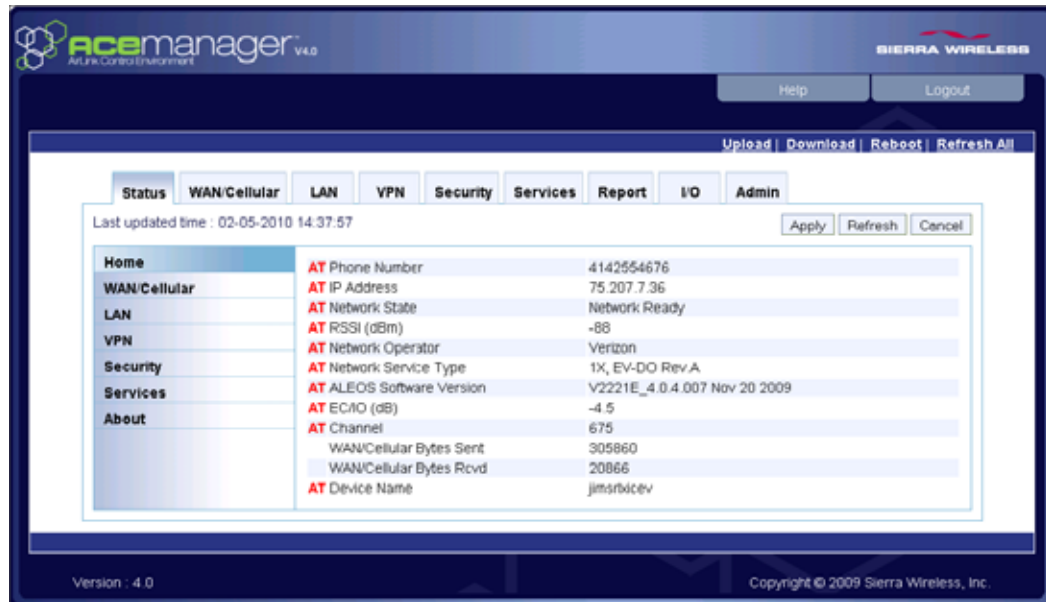 acemanager™ V4.0
AirLink Control Environment
SIERRA WIRELESS
Help
Logout
Upload | Download | Reboot | Refresh All
Status WAN/Cellular LAN VPN Security Services Report I/O Admin
Last updated time : 02-05-2010 14:37:57
Apply Refresh Cancel
Home
WAN/Cellular
LAN
VPN
Security
Services
About
AT Phone Number 4142554676
AT IP Address 75.207.7.36
AT Network State Network Ready
AT RSSI (dBm) -88
AT Network Operator Verizon
AT Network Service Type 1X, EV-DO Rev.A
AT ALEOS Software Version V2221E_4.0.4.007 Nov 20 2009
AT EC/IO (dB) -4.5
AT Channel 675
WAN/Cellular Bytes Sent 305860
WAN/Cellular Bytes Rcvd 20866
AT Device Name
Version : 4.0
Copyright © 2009 Sierra Wireless, Inc.